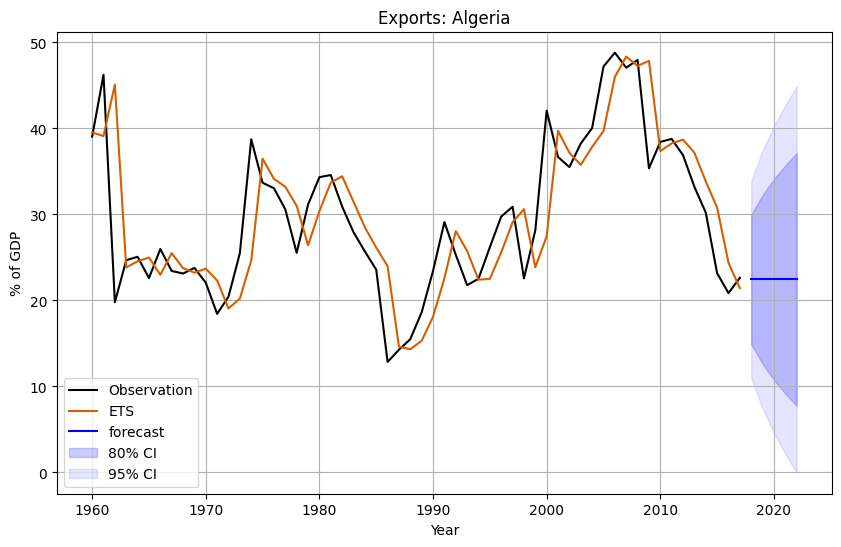 Exports: Algeria
% of GDP
50
40
30
20
10
0
Observation
ETS
forecast
80% CI
95% CI
1960 1970 1980 1990 2000 2010 2020
Year